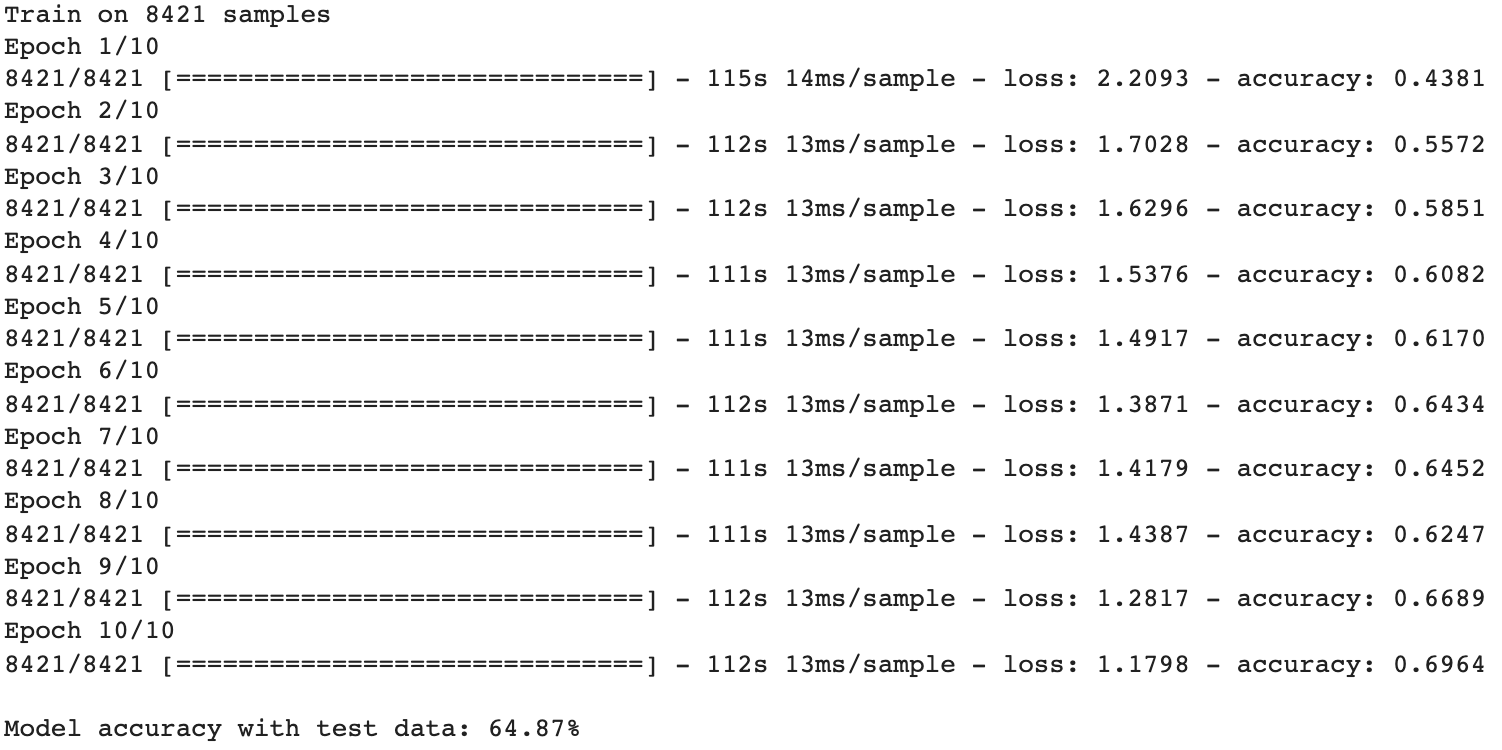 Train on 8421 samples
Epoch 1/10
8421/8421 [==============================] - 115s 14ms/sample - loss: 2.2093 - accuracy: 0.4381
Epoch 2/10
8421/8421 [==============================] - 112s 13ms/sample - loss: 1.7028 - accuracy: 0.5572
Epoch 3/10
8421/8421 [==============================] - 112s 13ms/sample - loss: 1.6296 - accuracy: 0.5851
Epoch 4/10
8421/8421 [==============================] - 111s 13ms/sample - loss: 1.5376 - accuracy: 0.6082
Epoch 5/10
8421/8421 [==============================] - 111s 13ms/sample - loss: 1.4917 - accuracy: 0.6170
Epoch 6/10
8421/8421 [==============================] - 112s 13ms/sample - loss: 1.3871 - accuracy: 0.6434
Epoch 7/10
8421/8421 [==============================] - 111s 13ms/sample - loss: 1.4179 - accuracy: 0.6452
Epoch 8/10
8421/8421 [==============================] - 111s 13ms/sample - loss: 1.4387 - accuracy: 0.6247
Epoch 9/10
8421/8421 [==============================] - 112s 13ms/sample - loss: 1.2817 - accuracy: 0.6689
Epoch 10/10
8421/8421 [==============================] - 112s 13ms/sample - loss: 1.1798 - accuracy: 0.6964
Model accuracy with test data: 64.87%